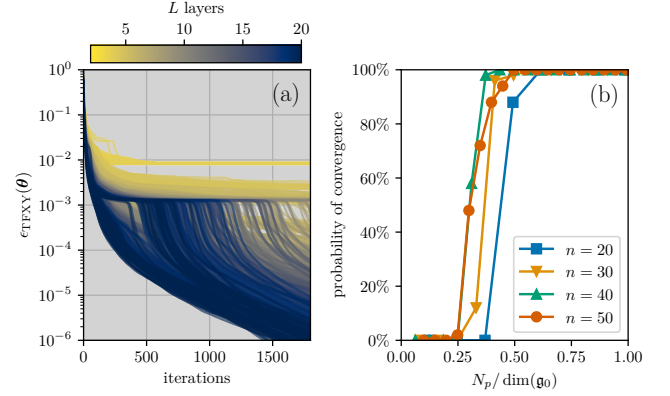 L layers
5 10 15 20
(a)
10^0
10^{-1}
10^{-2}
10^{-3}
10^{-4}
10^{-5}
10^{-6}
ϵ_{TFXY}(θ)
0 500 1000 1500
iterations
(b)
100%
80%
60%
40%
20%
0%
probability of convergence
n = 20
n = 30
n = 40
n = 50
0.00 0.25 0.50 0.75 1.00
N_p / dim(𝔤_0)